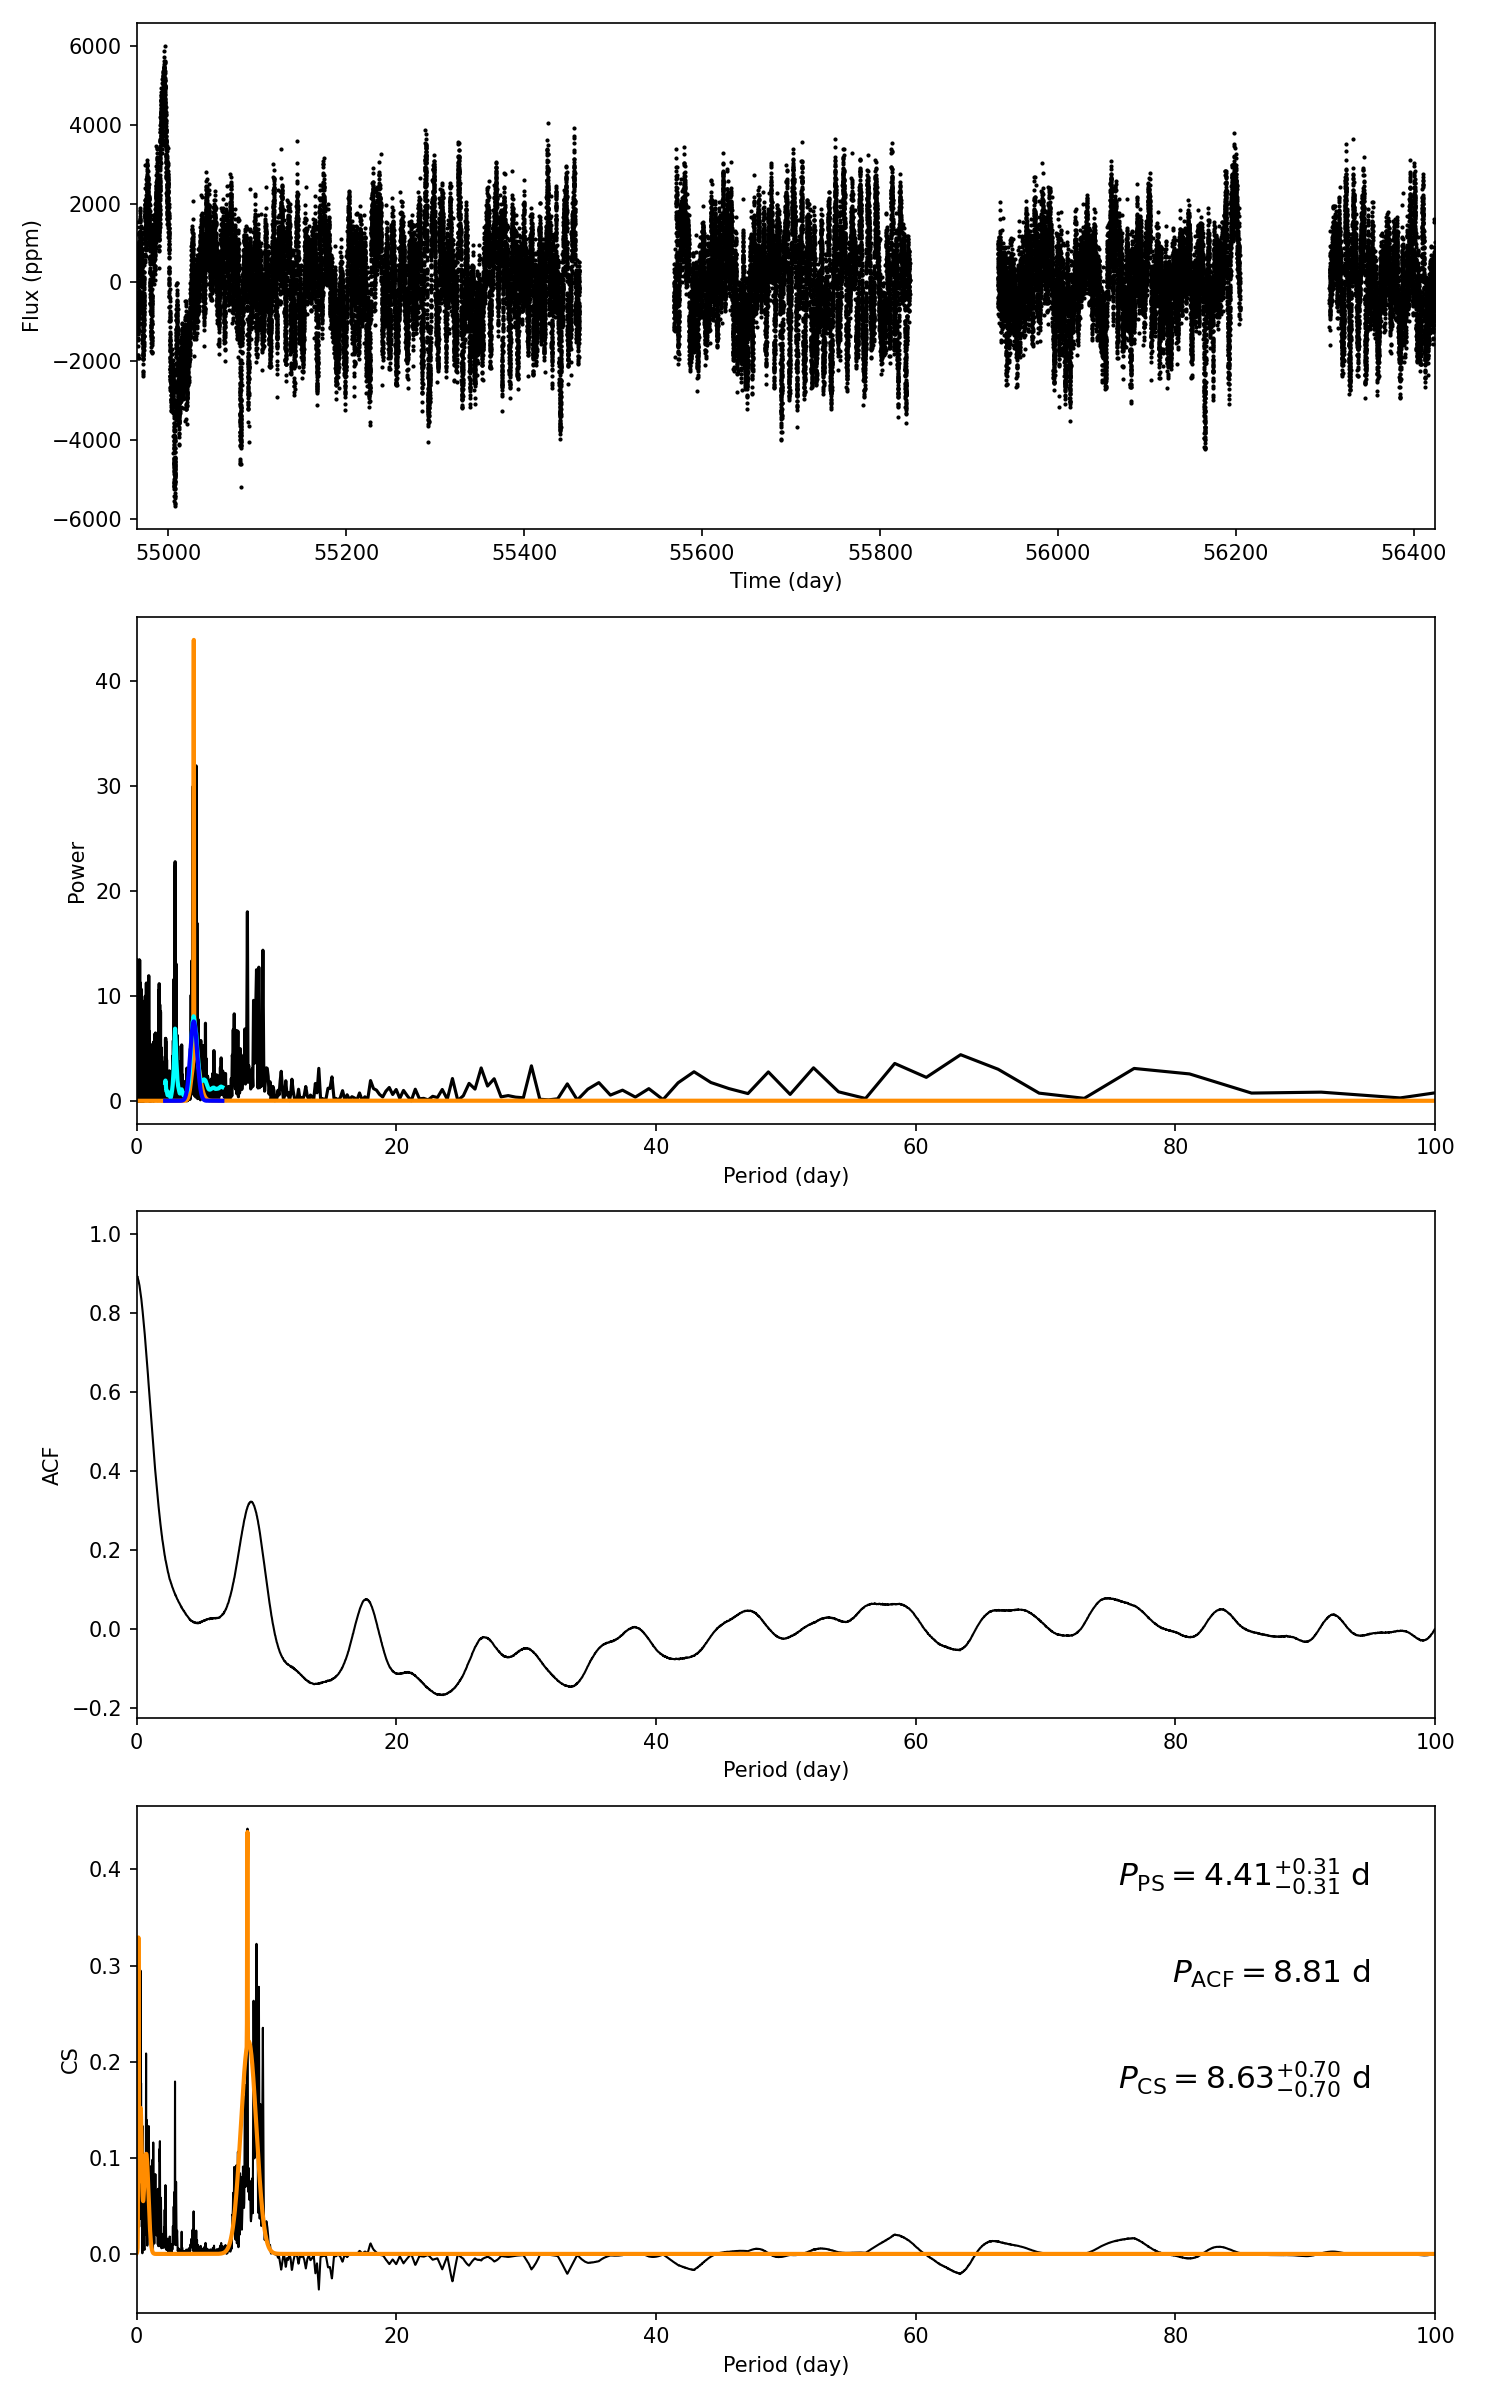 6000
4000
2000
0
−2000
−4000
−6000
Flux (ppm)
55000 55200 55400 55600 55800 56000 56200 56400
Time (day)
40
30
20
10
0
Power
0 20 40 60 80 100
Period (day)
1.0
0.8
0.6
0.4
0.2
0.0
−0.2
ACF
0 20 40 60 80 100
Period (day)
0.4
0.3
0.2
0.1
0.0
CS
P_PS = 4.41^{+0.31}_{−0.31} d
P_ACF = 8.81 d
P_CS = 8.63^{+0.70}_{−0.70} d
0 20 40 60 80 100
Period (day)